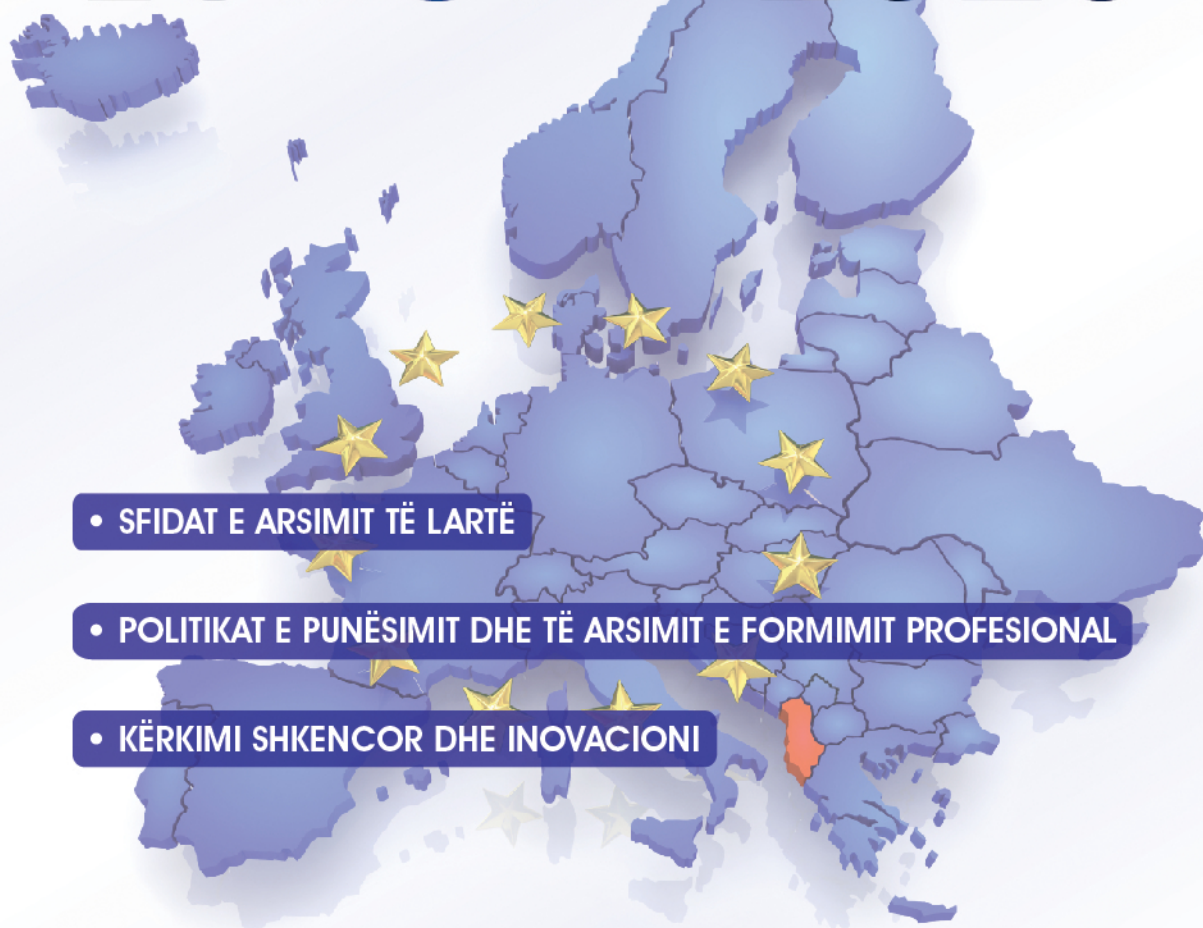 • SFIDAT E ARSIMIT TË LARTË
• POLITIKAT E PUNËSIMIT DHE TË ARSIMIT E FORMIMIT PROFESIONAL
• KËRKIMI SHKENCOR DHE INOVACIONI